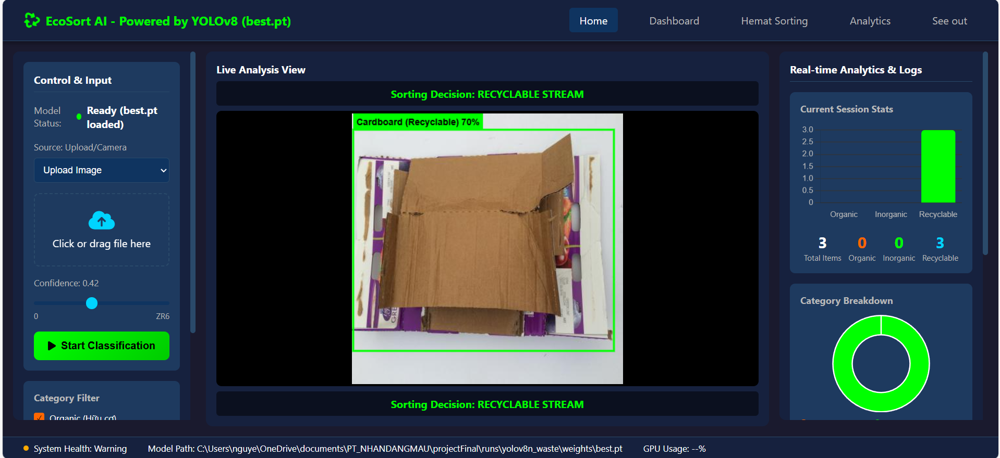 EcoSort AI - Powered by YOLOv8 (best.pt)
Home
Dashboard
Hemat Sorting
Analytics
See out
Control & Input
Model
Status:
Ready (best.pt
loaded)
Source: Upload/Camera
Upload Image
Click or drag file here
Confidence: 0.42
0
ZR6
Start Classification
Category Filter
Organic (Hữu cơ)
Live Analysis View
Sorting Decision: RECYCLABLE STREAM
Cardboard (Recyclable) 70%
Sorting Decision: RECYCLABLE STREAM
Real-time Analytics & Logs
Current Session Stats
3.0
2.5
2.0
1.5
1.0
0.5
0
Organic
Inorganic
Recyclable
3
0
0
3
Total Items
Organic
Inorganic
Recyclable
Category Breakdown
System Health: Warning
Model Path: C:\Users\nguye\OneDrive\documents\PT_NHANDANGMAU\projectFinal\runs\yolov8n_waste\weights\best.pt
GPU Usage: --%